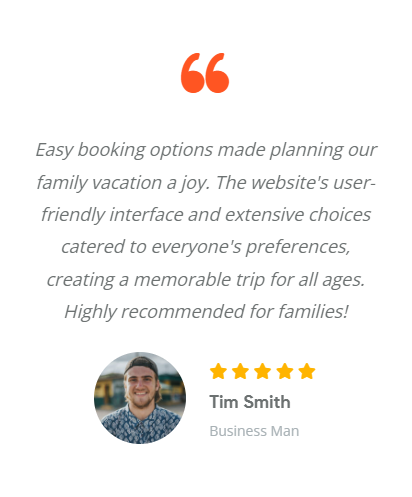 Easy booking options made planning our
family vacation a joy. The website's user-
friendly interface and extensive choices
catered to everyone's preferences,
creating a memorable trip for all ages.
Highly recommended for families!
Tim Smith
Business Man